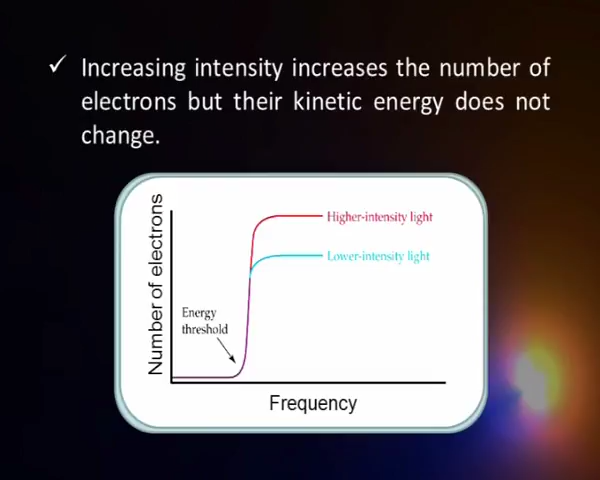 ✓ Increasing intensity increases the number of
electrons but their kinetic energy does not
change.
Number of electrons
Higher-intensity light
Lower-intensity light
Energy
threshold
Frequency